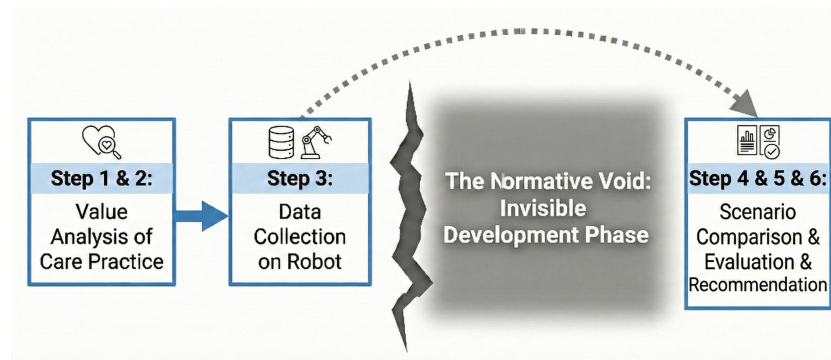 Step 1 & 2:
Value
Analysis of
Care Practice
Step 3:
Data
Collection
on Robot
The Normative Void:
Invisible
Development Phase
Step 4 & 5 & 6:
Scenario
Comparison &
Evaluation &
Recommendation